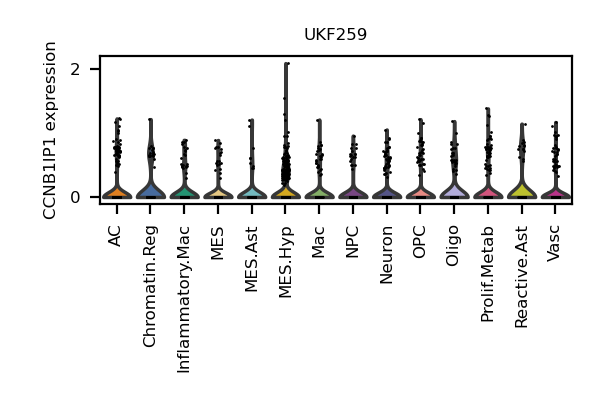 UKF259
CCNB1IP1 expression
2
0
AC
Chromatin.Reg
Inflammatory.Mac
MES
MES.Ast
MES.Hyp
Mac
NPC
Neuron
OPC
Oligo
Prolif.Metab
Reactive.Ast
Vasc